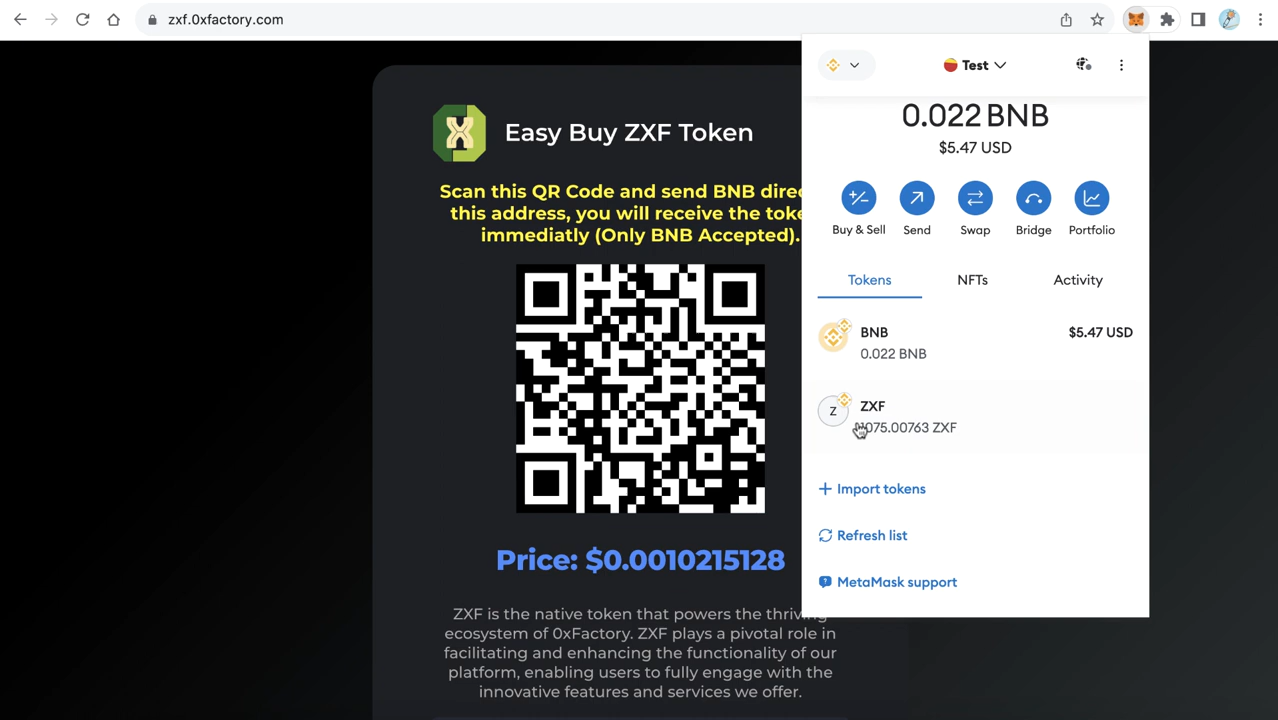 zxf.0xfactory.com
Test
0.022 BNB
$5.47 USD
Buy & Sell
Send
Swap
Bridge
Portfolio
Tokens
NFTs
Activity
BNB
$5.47 USD
0.022 BNB
Z
ZXF
075.00763 ZXF
Import tokens
Refresh list
MetaMask support
Easy Buy ZXF Token
Scan this QR Code and send BNB
this address, you will receive the
immediatly (Only BNB Accepted).
Price: $0.0010215128
ZXF is the native token that powers the thriving
ecosystem of 0xFactory. ZXF plays a pivotal role in
facilitating and enhancing the functionality of our
platform, enabling users to fully engage with the
innovative features and services we offer.